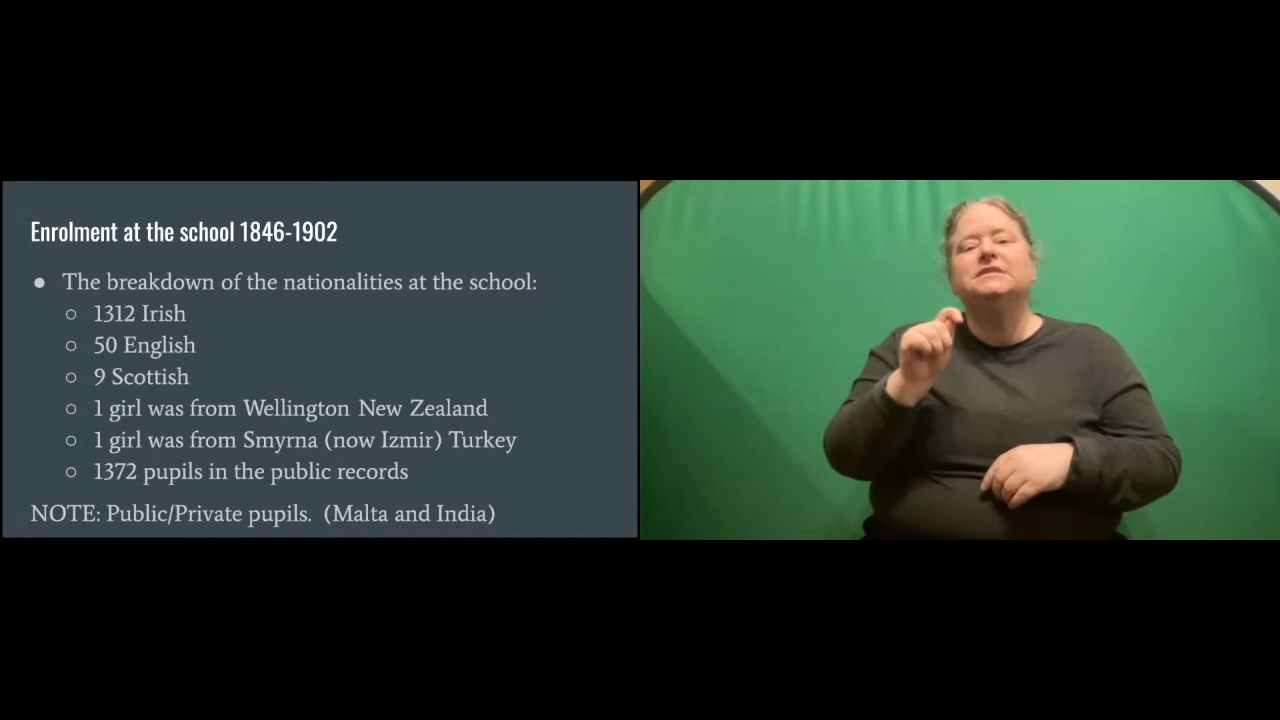 Enrolment at the school 1846-1902
● The breakdown of the nationalities at the school:
○ 1312 Irish
○ 50 English
○ 9 Scottish
○ 1 girl was from Wellington New Zealand
○ 1 girl was from Smyrna (now Izmir) Turkey
○ 1372 pupils in the public records
NOTE: Public/Private pupils. (Malta and India)